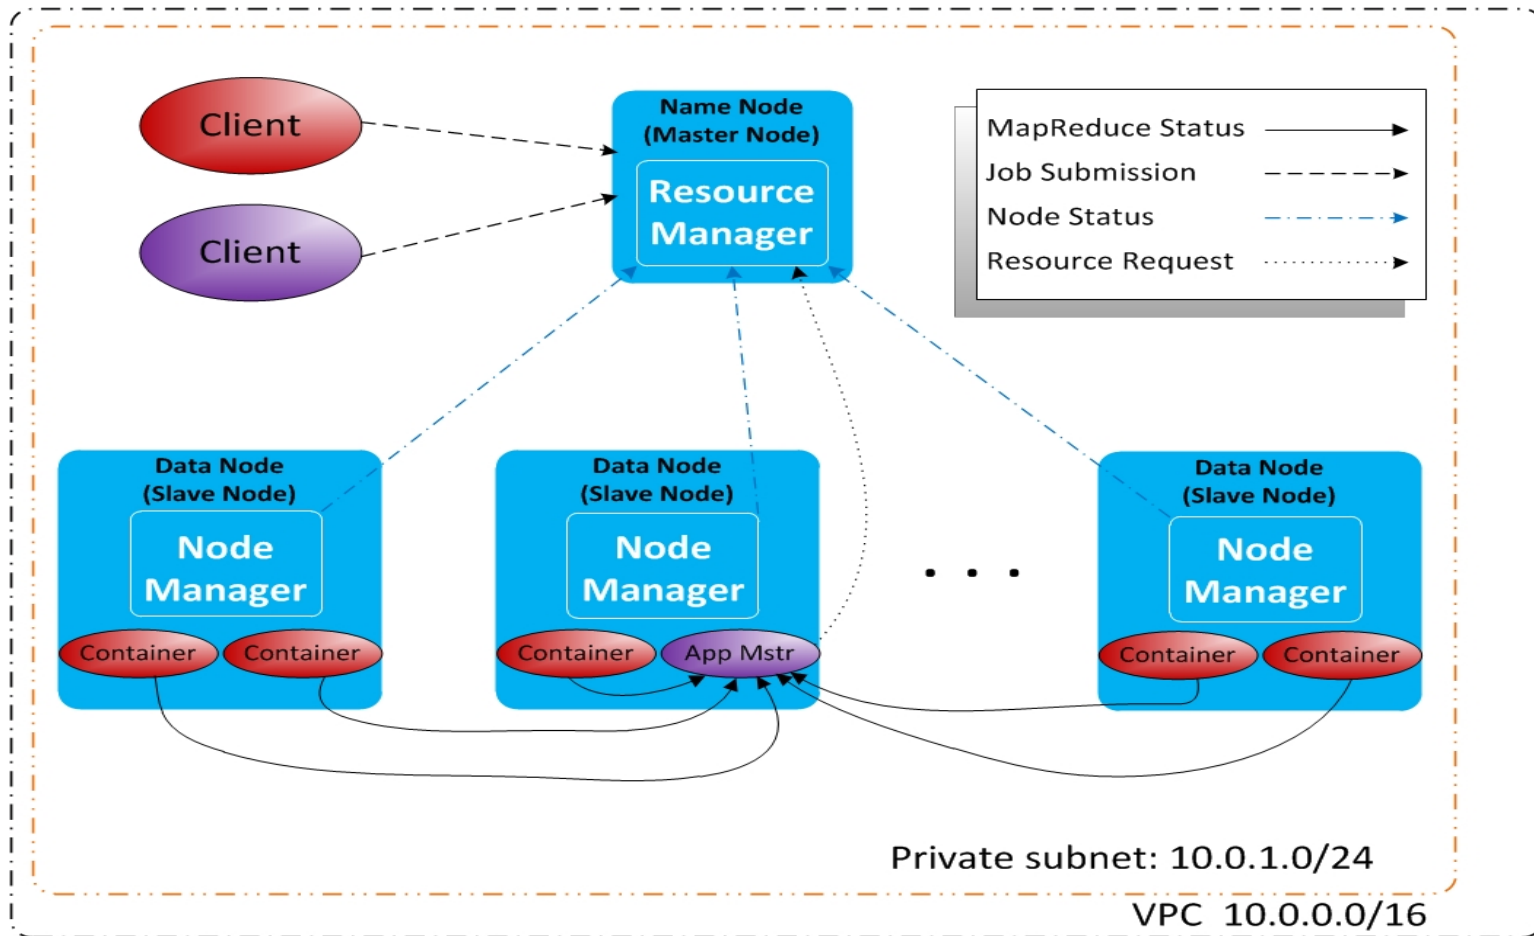 Client
Client
Name Node
(Master Node)
Resource
Manager
MapReduce Status
Job Submission
Node Status
Resource Request
Data Node
(Slave Node)
Node
Manager
Container
Container
Data Node
(Slave Node)
Node
Manager
Container
App Mstr
. . .
Data Node
(Slave Node)
Node
Manager
Container
Container
Private subnet: 10.0.1.0/24
VPC 10.0.0.0/16